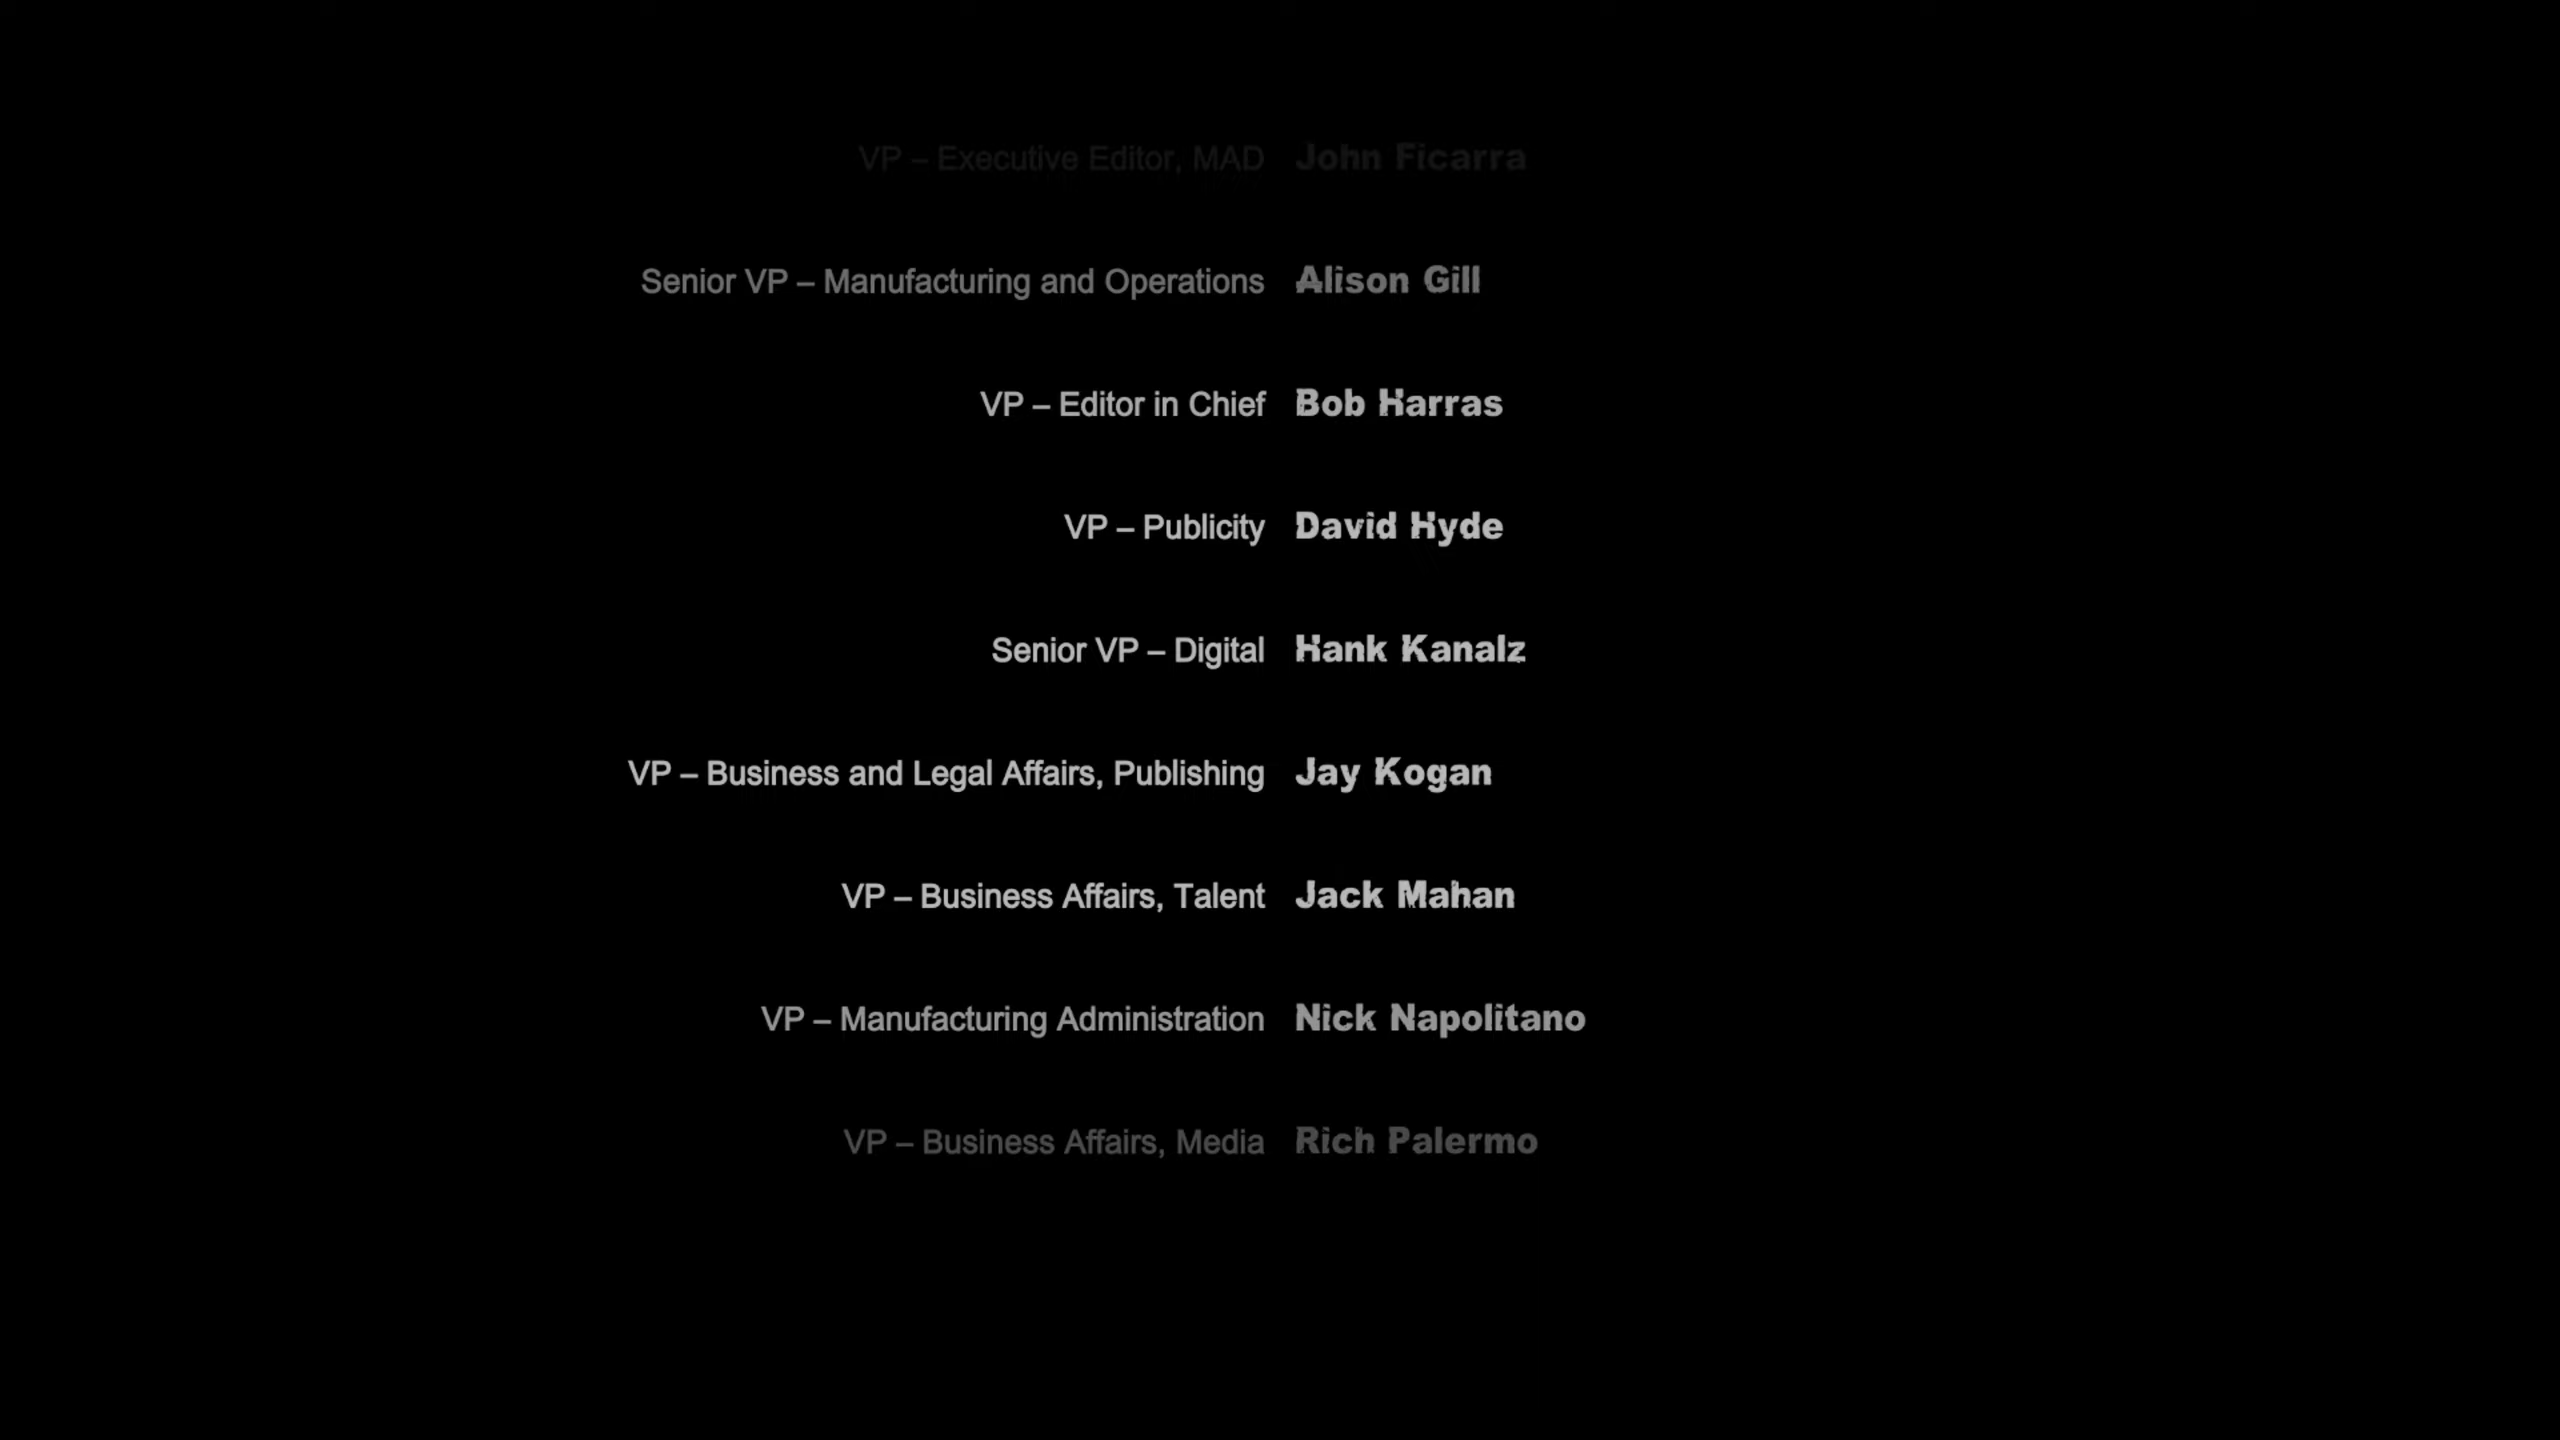 VP – Executive Editor, MAD John Ficarra
Senior VP – Manufacturing and Operations Alison Gill
VP – Editor in Chief Bob Harras
VP – Publicity David Hyde
Senior VP – Digital Hank Kanalz
VP – Business and Legal Affairs, Publishing Jay Kogan
VP – Business Affairs, Talent Jack Mahan
VP – Manufacturing Administration Nick Napolitano
VP – Business Affairs, Media Rich Palermo